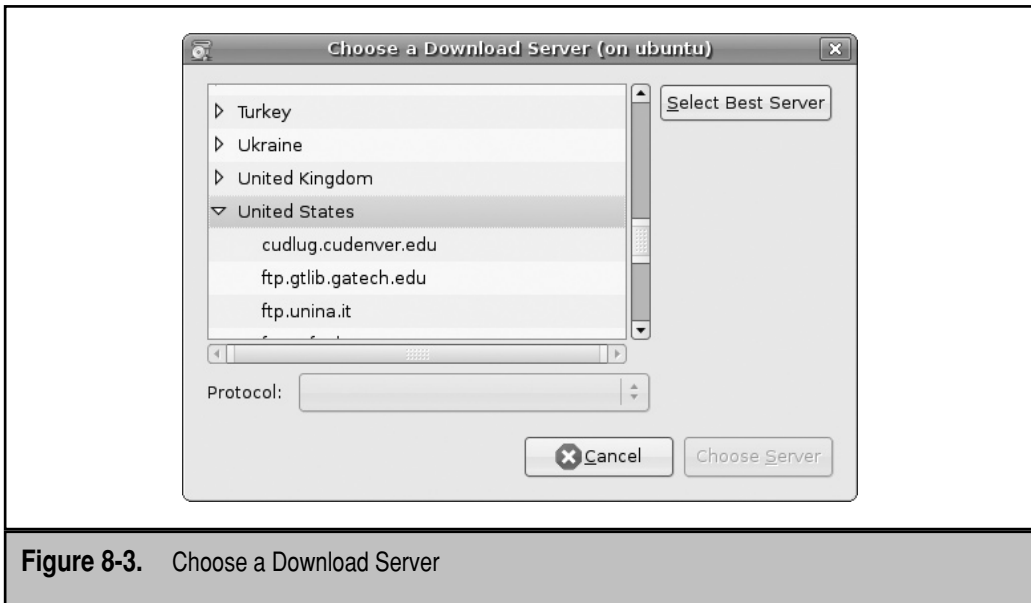 Choose a Download Server (on ubuntu)
Turkey
Select Best Server
Ukraine
United Kingdom
United States
cudlug.cudenver.edu
ftp.gtlib.gatech.edu
ftp.unina.it
Protocol:
Cancel
Choose Server
Figure 8-3. Choose a Download Server